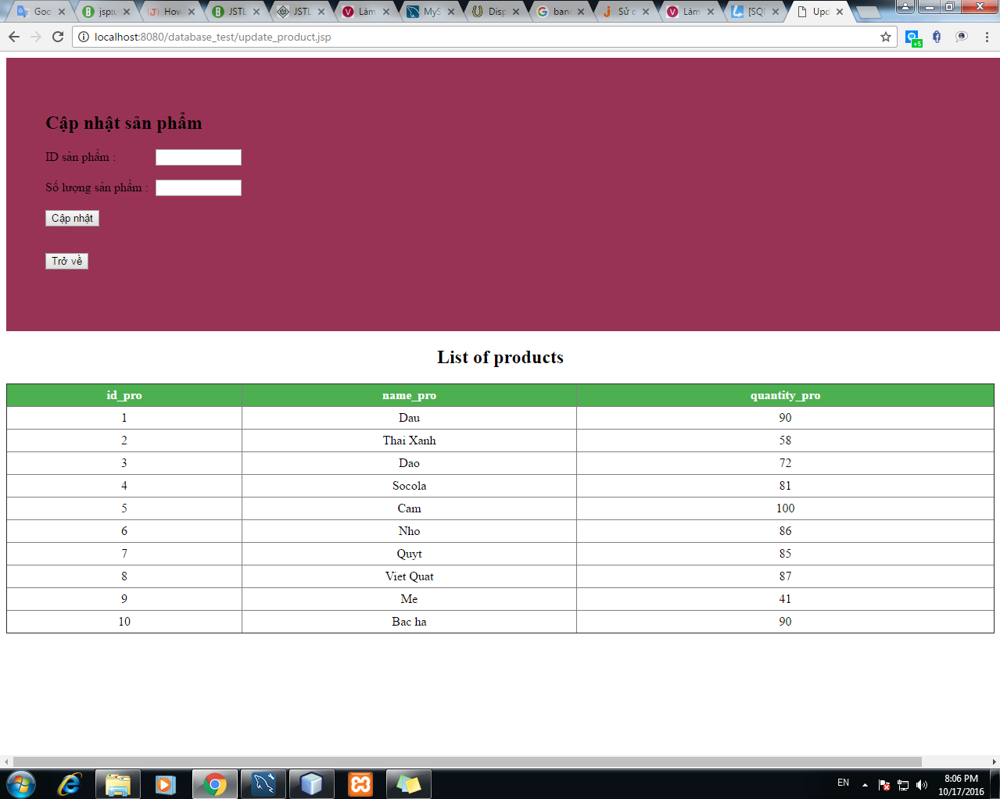 Goo
jsp:u
How
JSTL
JSTL
Làm
MyS
Disp
ban
Sử d
Làm
[SQ
Upd
localhost:8080/database_test/update_product.jsp
+5
Cập nhật sản phẩm
ID sản phẩm :
Số lượng sản phẩm :
Cập nhật
Trở về
List of products
id_pro name_pro quantity_pro
1 Dau 90
2 Thai Xanh 58
3 Dao 72
4 Socola 81
5 Cam 100
6 Nho 86
7 Quyt 85
8 Viet Quat 87
9 Me 41
10 Bac ha 90
EN
8:06 PM
10/17/2016